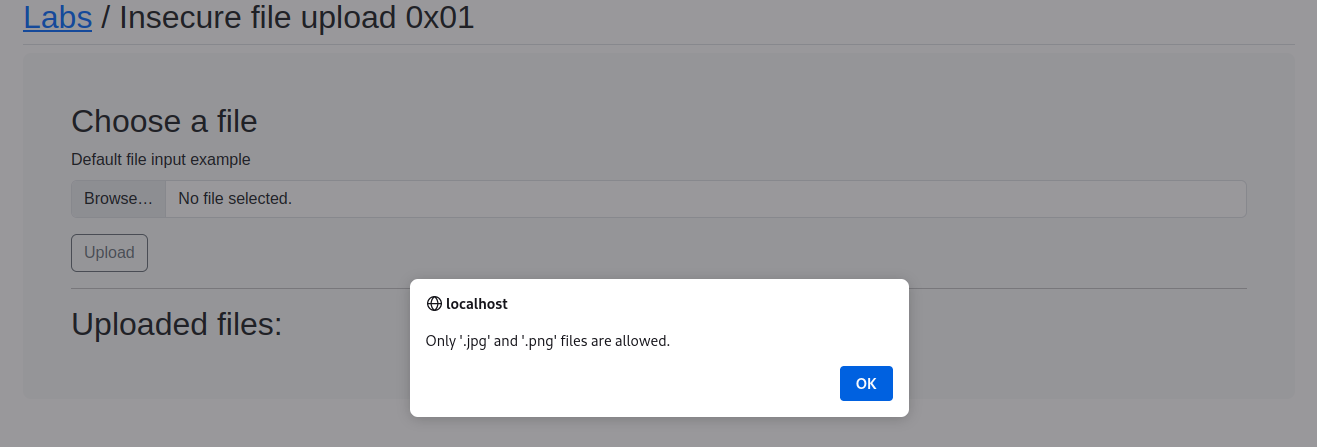 Labs / Insecure file upload 0x01
Choose a file
Default file input example
Browse… No file selected.
Upload
localhost
Only '.jpg' and '.png' files are allowed.
OK
Uploaded files: